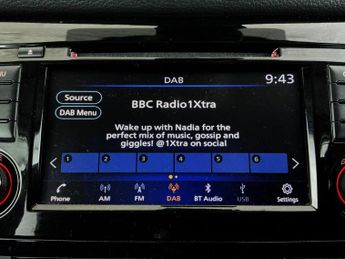 DAB
9:43
Source
BBC Radio1Xtra
DAB Menu
Wake up with Nadia for the
perfect mix of music, gossip and
giggles! @1Xtra on social
1 2 3 4 5 6
Phone AM FM DAB BT Audio USB Settings